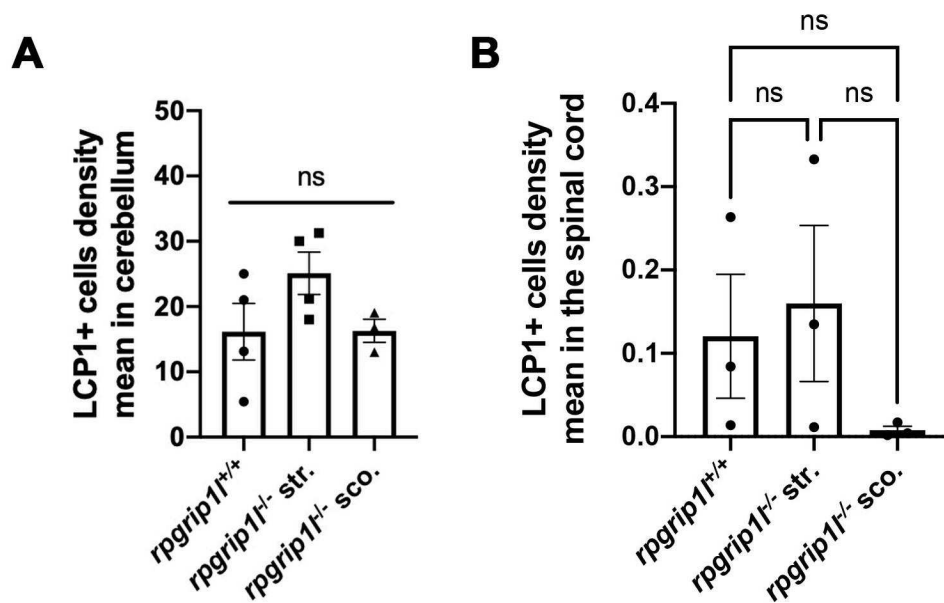 A
LCP1+ cells density
mean in cerebellum
50
40
30
20
10
0
ns
rpgrip1l+/+
rpgrip1l-/- str.
rpgrip1l-/- sco.
B
LCP1+ cells density
mean in the spinal cord
0.4
0.3
0.2
0.1
0.0
ns
ns
ns
rpgrip1l+/+
rpgrip1l-/- str.
rpgrip1l-/- sco.